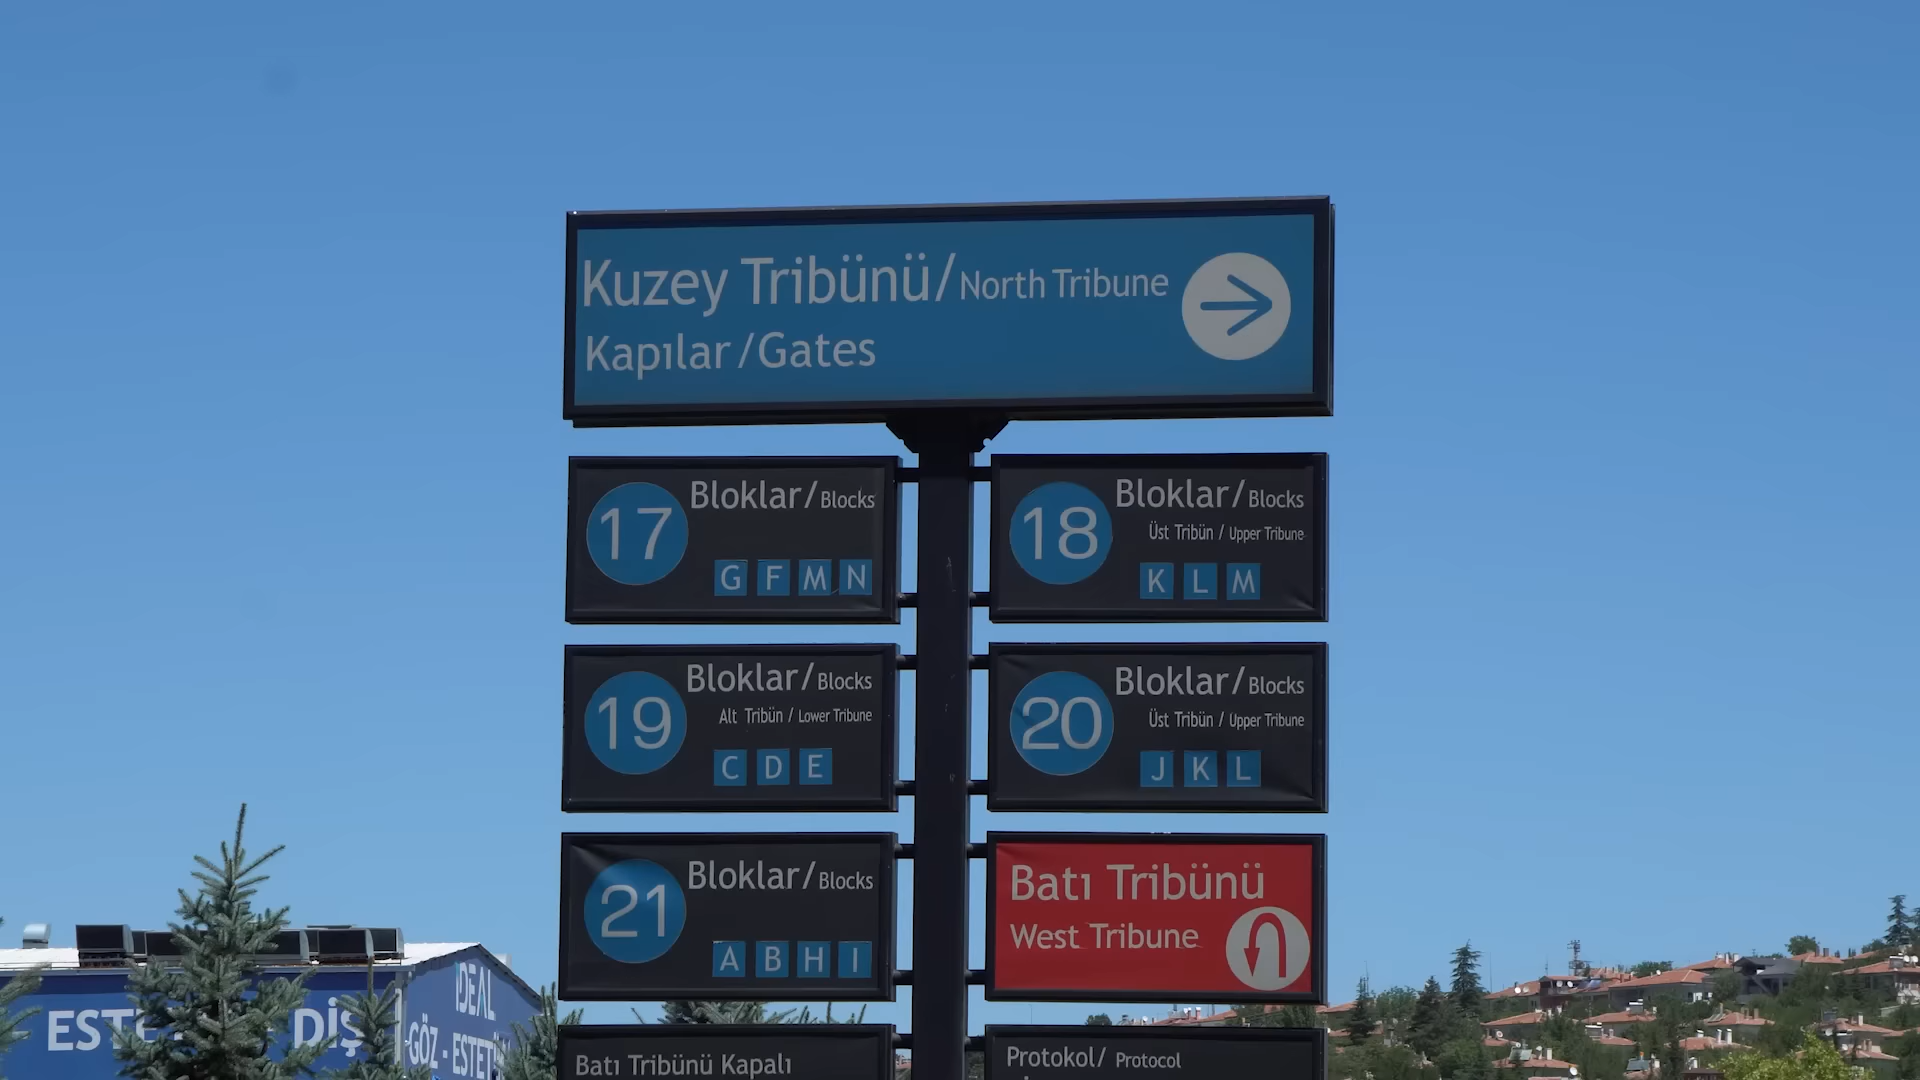 Kuzey Tribünü/North Tribune
Kapılar/Gates
17
Bloklar/Blocks
G F M N
18
Bloklar/Blocks
Üst Tribün / Upper Tribune
K L M
19
Bloklar/Blocks
Alt Tribün / Lower Tribune
C D E
20
Bloklar/Blocks
Üst Tribün / Upper Tribune
J K L
21
Bloklar/Blocks
A B H I
Batı Tribünü
West Tribune
Batı Tribünü Kapalı
Protokol/ Protocol
DİŞ
İDEAL
GÖZ -